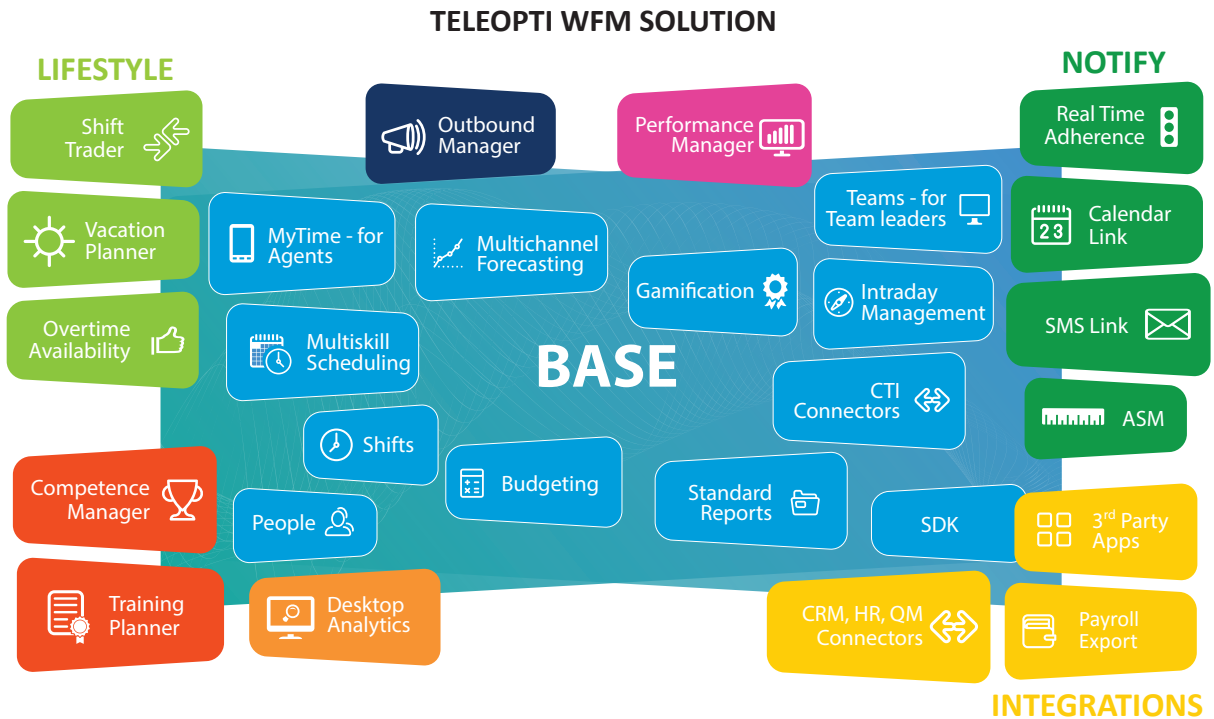 TELEOPTI WFM SOLUTION
LIFESTYLE
Shift
Trader
Vacation
Planner
Overtime
Availability
Outbound
Manager
Performance
Manager
NOTIFY
Real Time
Adherence
23
Calendar
Link
SMS Link
ASM
MyTime - for
Agents
Multichannel
Forecasting
Teams - for
Team leaders
Gamification
Intraday
Management
Multiskill
Scheduling
BASE
CTI
Connectors
Shifts
Budgeting
Standard
Reports
People
SDK
Competence
Manager
Training
Planner
Desktop
Analytics
3rd Party
Apps
CRM, HR, QM
Connectors
Payroll
Export
INTEGRATIONS